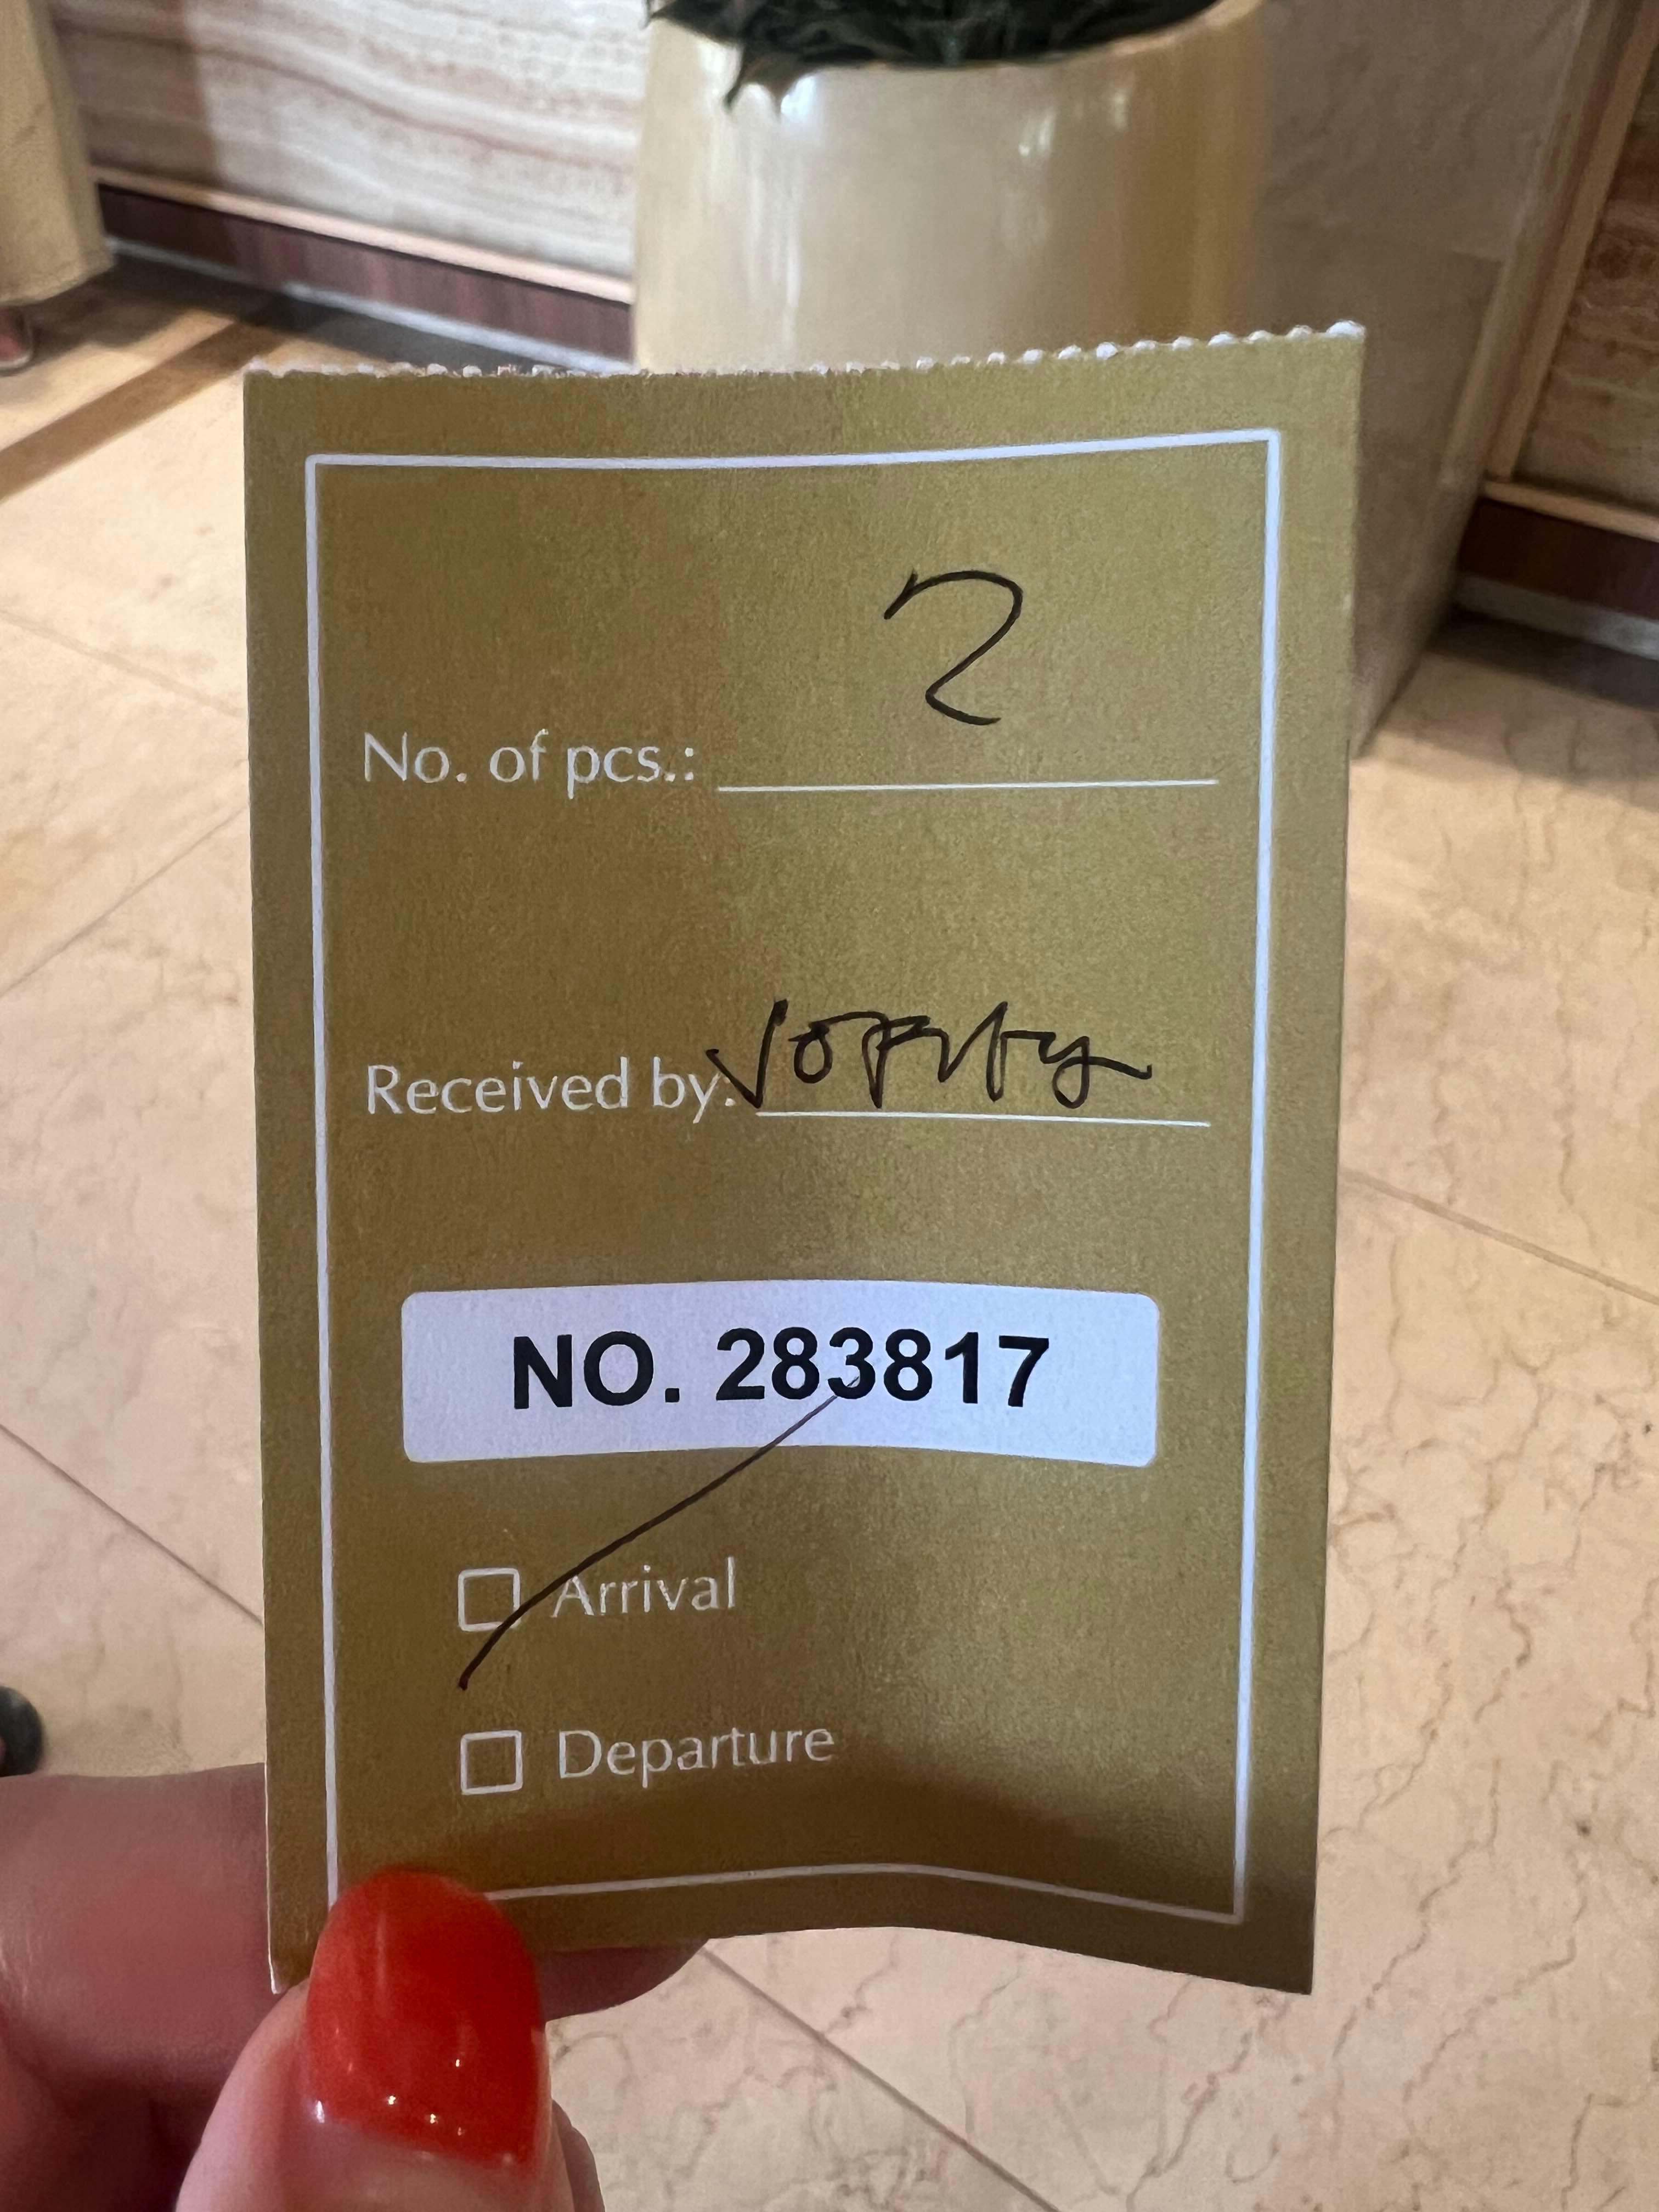 No. of pcs.: 2
Received by:
NO. 283817
Arrival
Departure